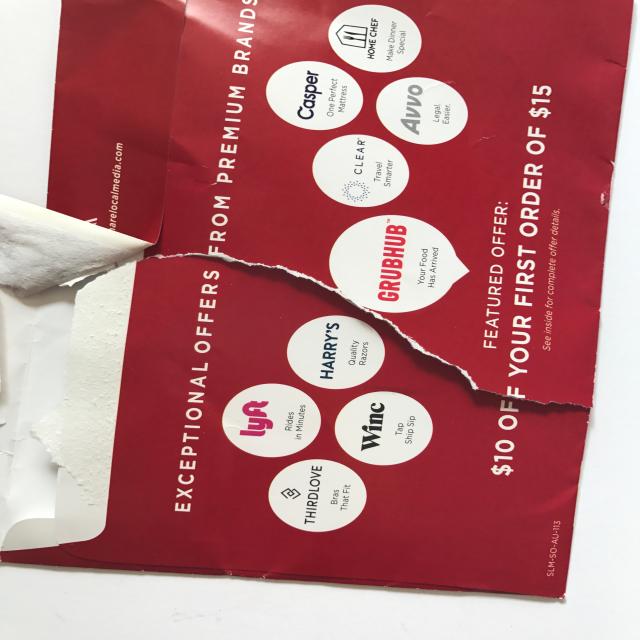 EXCEPTIONAL OFFERS FROM PREMIUM BRANDS
THIRDLOVE
Bras
That Fit
lyft
Rides
in Minutes
Winc
Tap
Ship Sip
HARRY'S
Quality
Razors
GRUBHUB™
Your Food
Has Arrived
CLEAR
Travel
Smarter
Casper
One Perfect
Mattress
Avvo
Legal.
Easier.
HOME CHEF
Make Dinner
Special
FEATURED OFFER:
$10 OFF YOUR FIRST ORDER OF $15
See inside for complete offer details.
SLM-SO-AU-113
arelocalmedia.com